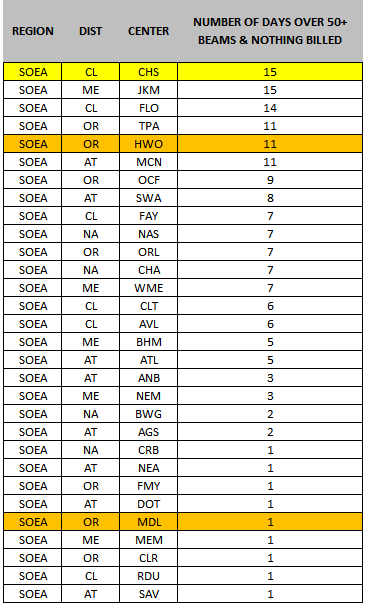 REGION DIST CENTER NUMBER OF DAYS OVER 50+
BEAMS & NOTHING BILLED
SOEA CL CHS 15
SOEA ME JKM 15
SOEA CL FLO 14
SOEA OR TPA 11
SOEA OR HWO 11
SOEA AT MCN 11
SOEA OR OCF 9
SOEA AT SWA 8
SOEA CL FAY 7
SOEA NA NAS 7
SOEA OR ORL 7
SOEA NA CHA 7
SOEA ME WME 7
SOEA CL CLT 6
SOEA CL AVL 6
SOEA ME BHM 5
SOEA AT ATL 5
SOEA AT ANB 3
SOEA ME NEM 3
SOEA NA BWG 2
SOEA AT AGS 2
SOEA NA CRB 1
SOEA AT NEA 1
SOEA OR FMY 1
SOEA AT DOT 1
SOEA OR MDL 1
SOEA ME MEM 1
SOEA OR CLR 1
SOEA CL RDU 1
SOEA AT SAV 1